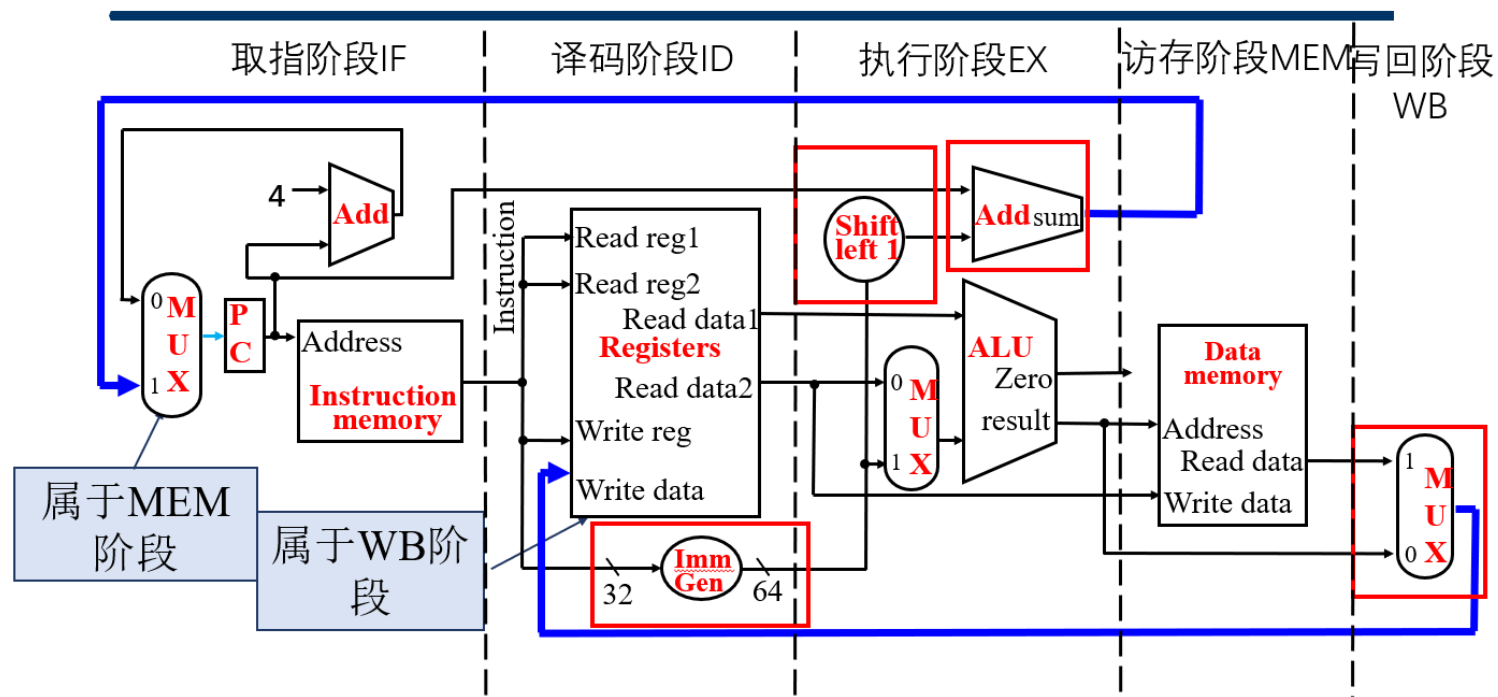 取指阶段IF
译码阶段ID
执行阶段EX
访存阶段MEM
写回阶段
WB
4
Add
Shift
left 1
Add sum
Instruction
Read reg1
Read reg2
Read data1
Registers
Read data2
Write reg
Write data
0
M
U
X
1
P
C
Address
Instruction
memory
ALU
Zero
result
0
M
U
X
1
Data
memory
Address
Read data
Write data
1
M
U
X
0
属于MEM
阶段
属于WB阶
段
32
Imm
Gen
64